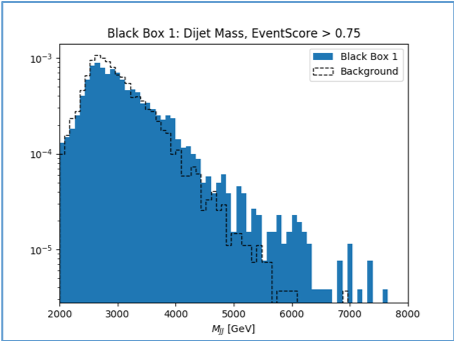 Black Box 1: Dijet Mass, EventScore > 0.75
Black Box 1
Background
10⁻³
10⁻⁴
10⁻⁵
2000 3000 4000 5000 6000 7000 8000
M_JJ [GeV]